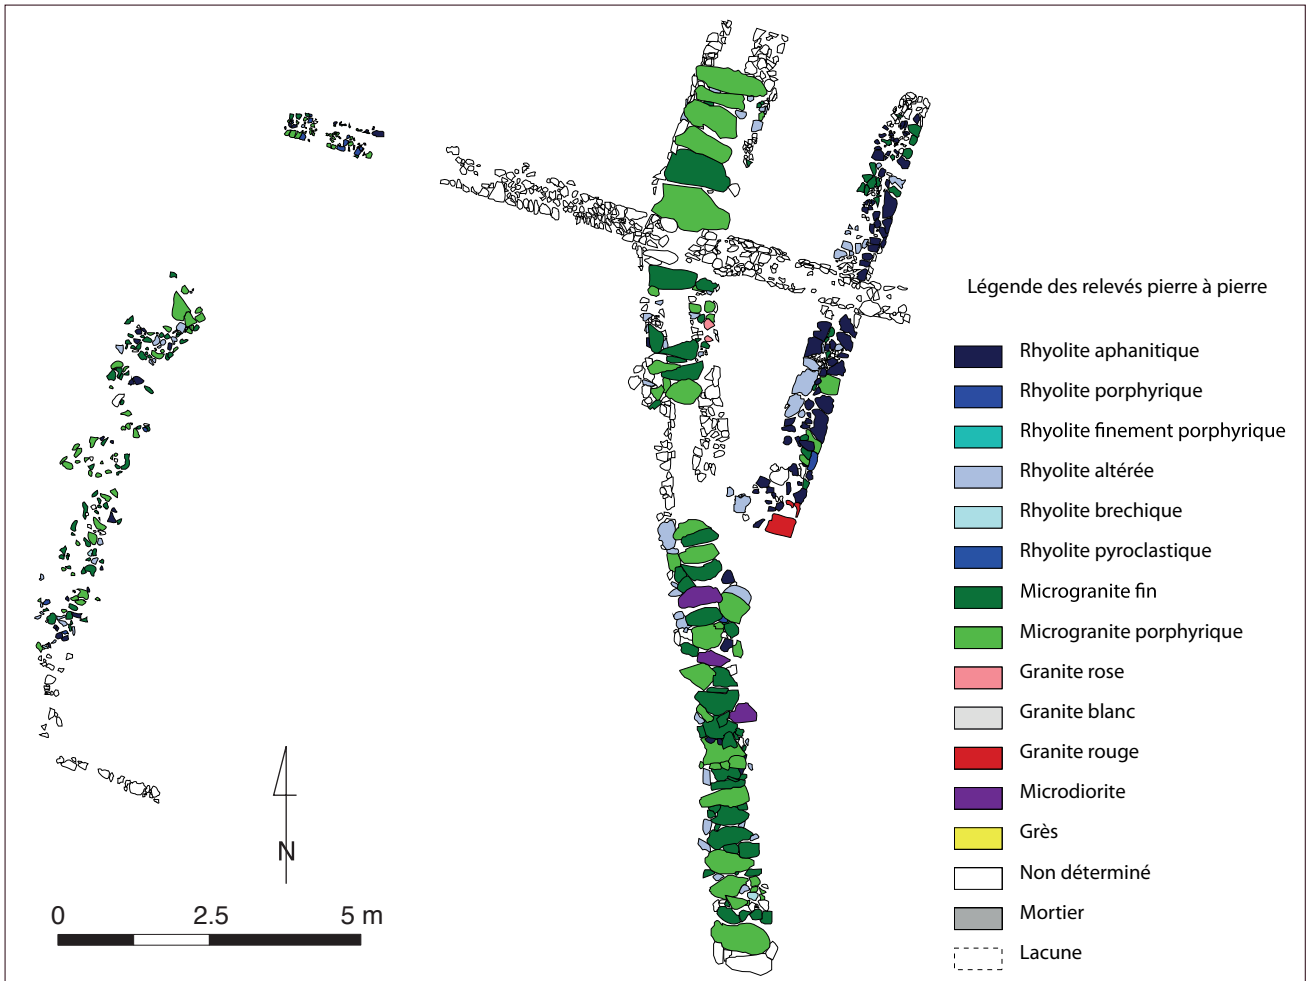 Légende des relevés pierre à pierre
Rhyolite aphanitique
Rhyolite porphyrique
Rhyolite finement porphyrique
Rhyolite altérée
Rhyolite brechique
Rhyolite pyroclastique
Microgranite fin
Microgranite porphyrique
Granite rose
Granite blanc
Granite rouge
Microdiorite
Grès
Non déterminé
Mortier
Lacune
N
0 2.5 5 m